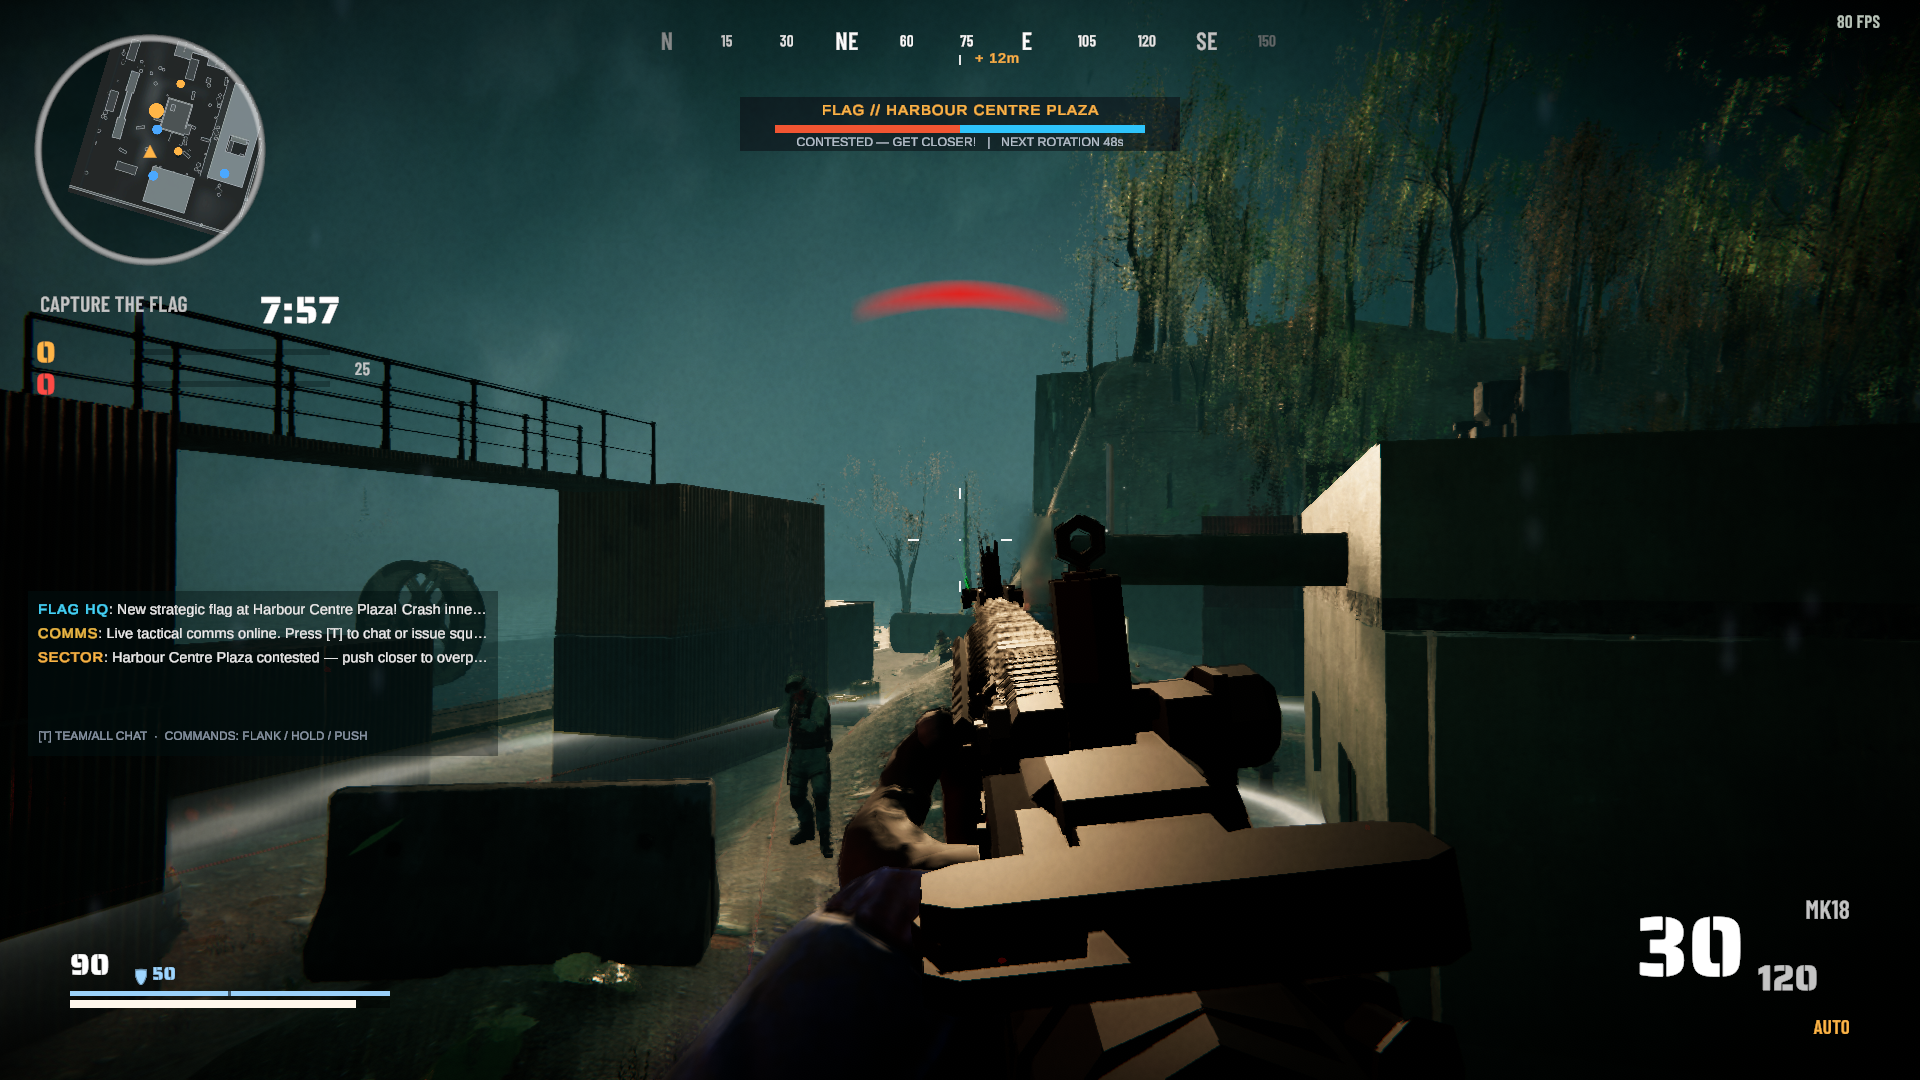 80 FPS
N 15 30 NE 60 75 E 105 120 SE 150
+ 12m
FLAG // HARBOUR CENTRE PLAZA
CONTESTED — GET CLOSER! | NEXT ROTATION 48s
CAPTURE THE FLAG 7:57
0
25
0
FLAG HQ: New strategic flag at Harbour Centre Plaza! Crash inne...
COMMS: Live tactical comms online. Press [T] to chat or issue squ...
SECTOR: Harbour Centre Plaza contested — push closer to overp...
[T] TEAM/ALL CHAT · COMMANDS: FLANK / HOLD / PUSH
90 50
MK18
30 120
AUTO